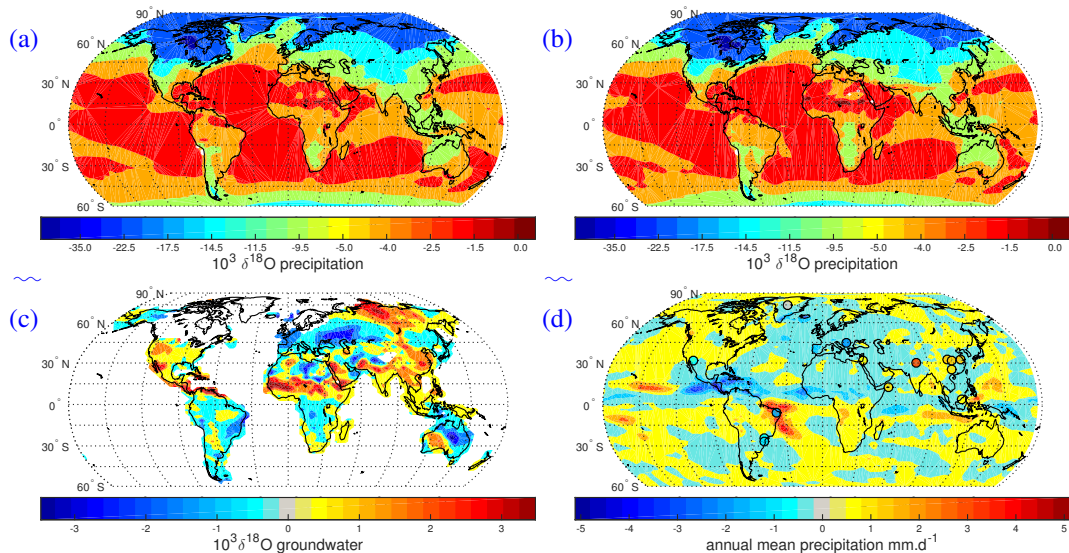 (a)
90° N
60° N
30° N
0°
30° S
60° S
-35.0 -22.5 -17.5 -14.5 -11.5 -9.5 -5.0 -4.0 -2.5 -1.5 0.0
10³ δ¹⁸O precipitation
(b)
90° N
60° N
30° N
0°
30° S
60° S
-35.0 -22.5 -17.5 -14.5 -11.5 -9.5 -5.0 -4.0 -2.5 -1.5 0.0
10³ δ¹⁸O precipitation
(c)
90° N
60° N
30° N
0°
30° S
60° S
-3 -2 -1 0 1 2 3
10³ δ¹⁸O groundwater
(d)
90° N
60° N
30° N
0°
30° S
60° S
-5 -4 -3 -2 -1 0 1 2 3 4 5
annual mean precipitation mm.d⁻¹